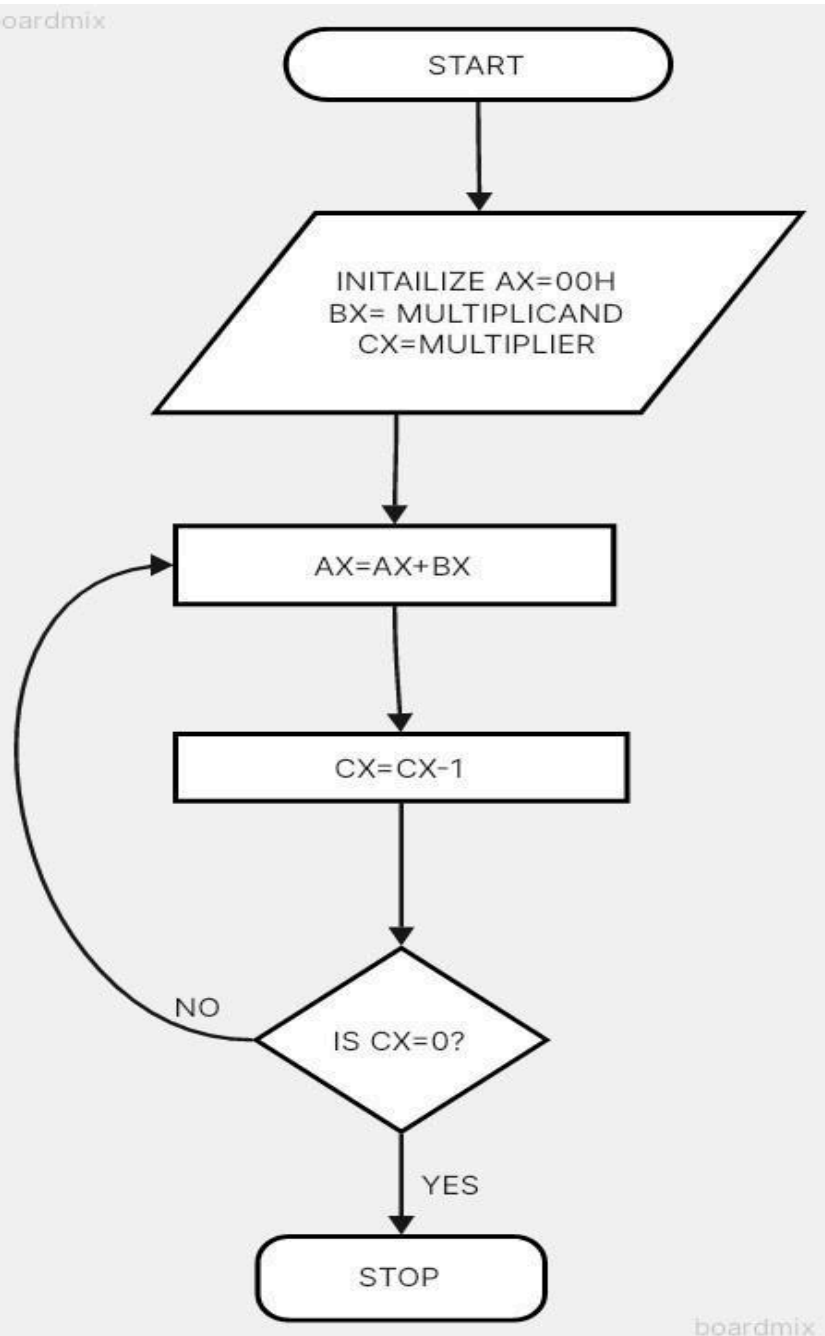 oardmix
START
INITAILIZE AX=00H
BX= MULTIPLICAND
CX=MULTIPLIER
AX=AX+BX
CX=CX-1
NO
IS CX=0?
YES
STOP
boardmix